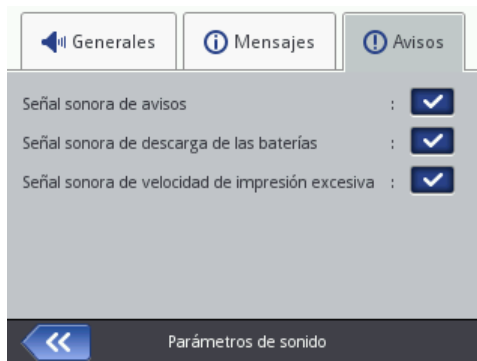 Generales
Mensajes
Avisos
Señal sonora de avisos :
Señal sonora de descarga de las baterías :
Señal sonora de velocidad de impresión excesiva :
Parámetros de sonido